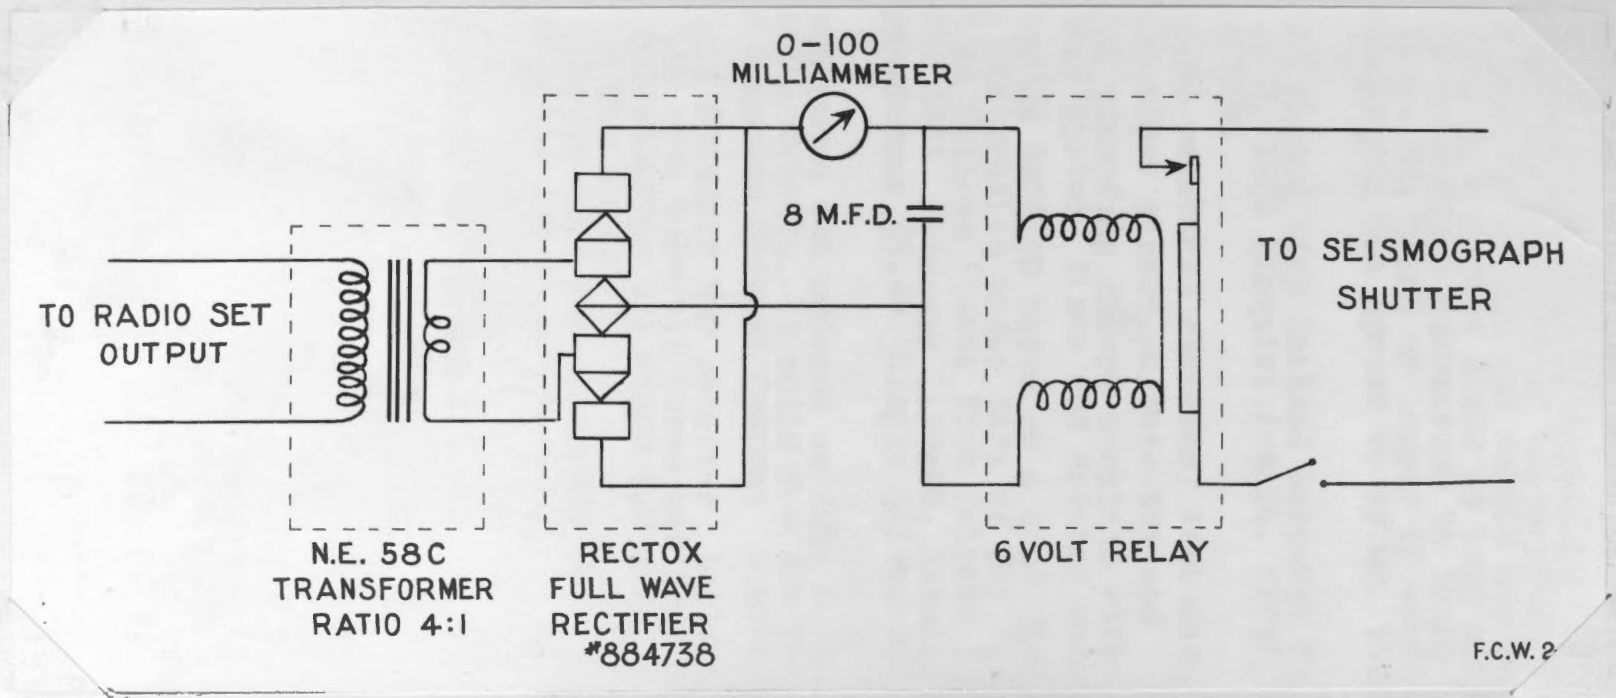 0-100
MILLIAMMETER
8 M.F.D.
TO RADIO SET
OUTPUT
TO SEISMOGRAPH
SHUTTER
N.E. 58C
TRANSFORMER
RATIO 4:1
RECTOX
FULL WAVE
RECTIFIER
#884738
6 VOLT RELAY
F.C.W. 2